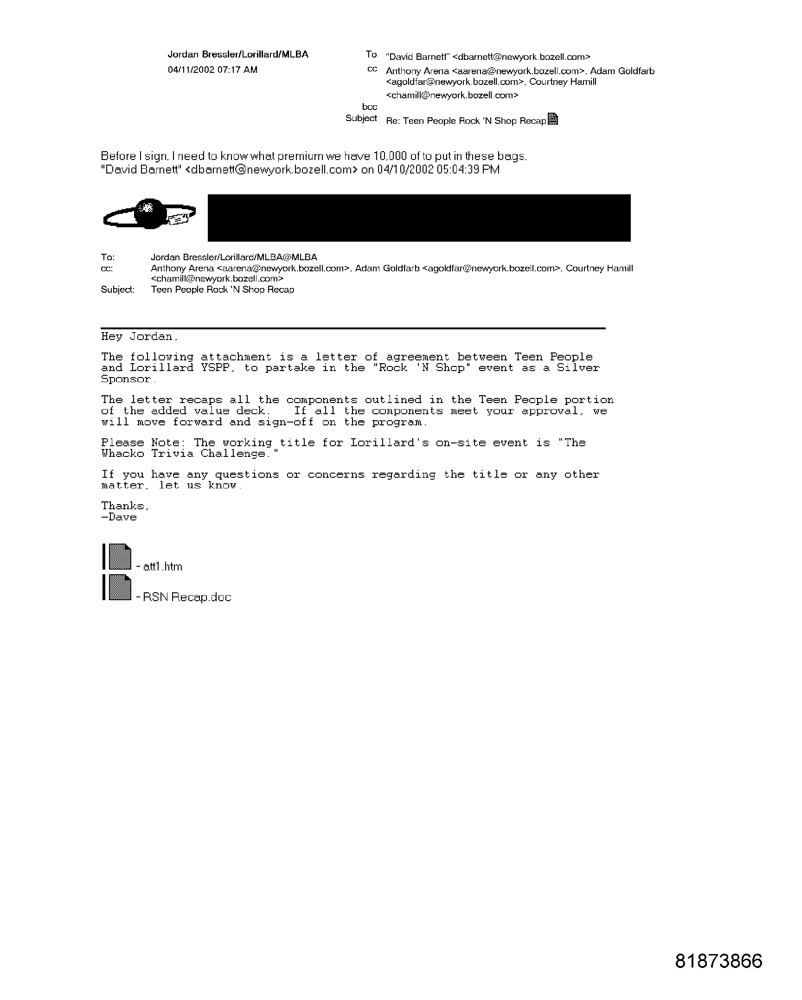 Jordan Bressler/Lorillard/MLBA
04/11/2002 07:17 AM
To "David Barnett" <dbarnett@newyork.bozell.com>
cc Anthony Arena <aarena@newyork.bozell.com>, Adam Goldfarb
<agoldfar@newyork.bozell.com>, Courtney Hamill
<chamill@newyork.bozell.com>
bcc
Subject Re: Teen People Rock 'N Shop Recap
Before I sign, I need to know what premium we have 10,000 of to put in these bags.
"David Barnett" <dbarnett@newyork.bozell.com> on 04/10/2002 05:04:39 PM
To: Jordan Bressler/Lorillard/MLBA@MLBA
cc: Anthony Arena <aarena@newyork.bozell.com>, Adam Goldfarb <agoldfar@newyork.bozell.com>, Courtney Hamill
<chamill@newyork.bozell.com>
Subject: Teen People Rock 'N Shop Recap
Hey Jordan,
The following attachment is a letter of agreement between Teen People
and Lorillard YSPP, to partake in the "Rock 'N Shop" event as a Silver
Sponsor.
The letter recaps all the components outlined in the Teen People portion
of the added value deck. If all the components meet your approval, we
will move forward and sign-off on the program.
Please Note: The working title for Lorillard's on-site event is "The
Whacko Trivia Challenge."
If you have any questions or concerns regarding the title or any other
matter, let us know.
Thanks,
-Dave
- att1.htm
- RSN Recap.doc
81873866